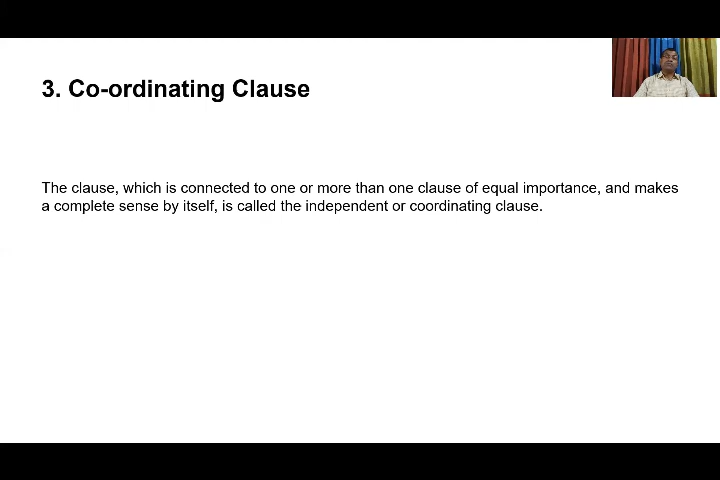 3. Co-ordinating Clause
The clause, which is connected to one or more than one clause of equal importance, and makes
a complete sense by itself, is called the independent or coordinating clause.